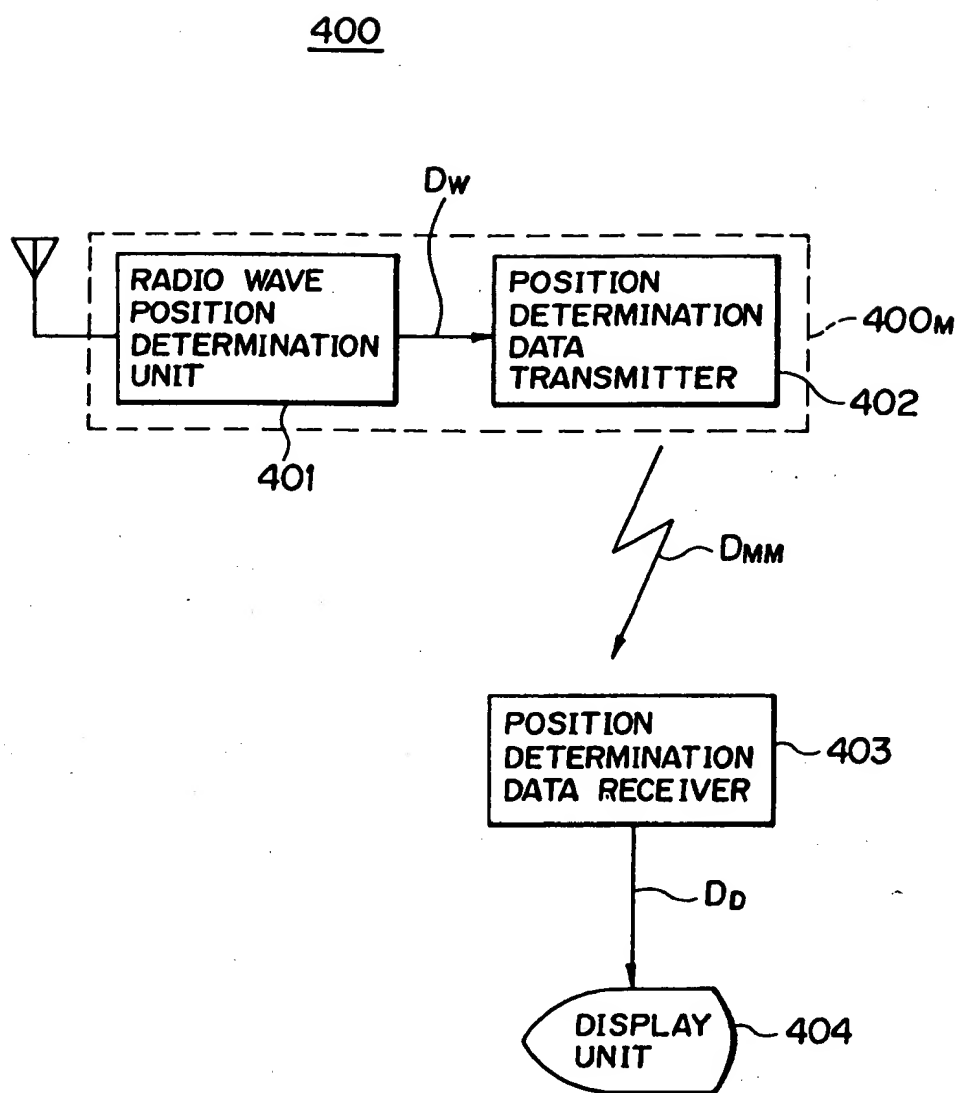 400
DW
RADIO WAVE
POSITION
DETERMINATION
UNIT
POSITION
DETERMINATION
DATA
TRANSMITTER
400M
402
401
DMM
POSITION
DETERMINATION
DATA RECEIVER
403
DD
DISPLAY
UNIT
404